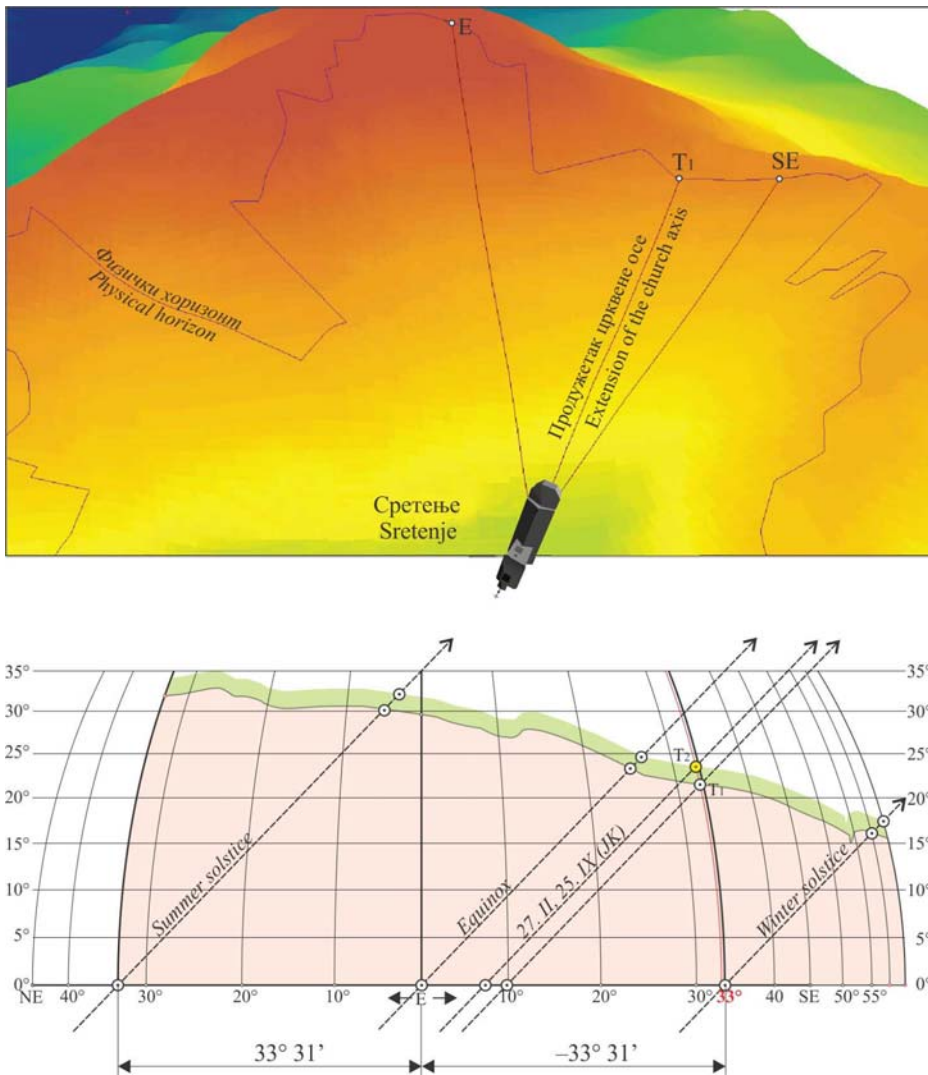 E
T1
SE
Физички хоризонт
Physical horizon
Продужетак црквене осе
Extension of the church axis
Сретење
Sretenje
35°
30°
25°
20°
15°
10°
5°
0°
Summer solstice
Equinox
27. II, 25. IX (JK)
Winter solstice
T2
T1
35°
30°
25°
20°
15°
10°
5°
0°
NE 40° 30° 20° 10° E 10° 20° 30° 33° 40 SE 50° 55°
33° 31’ –33° 31’